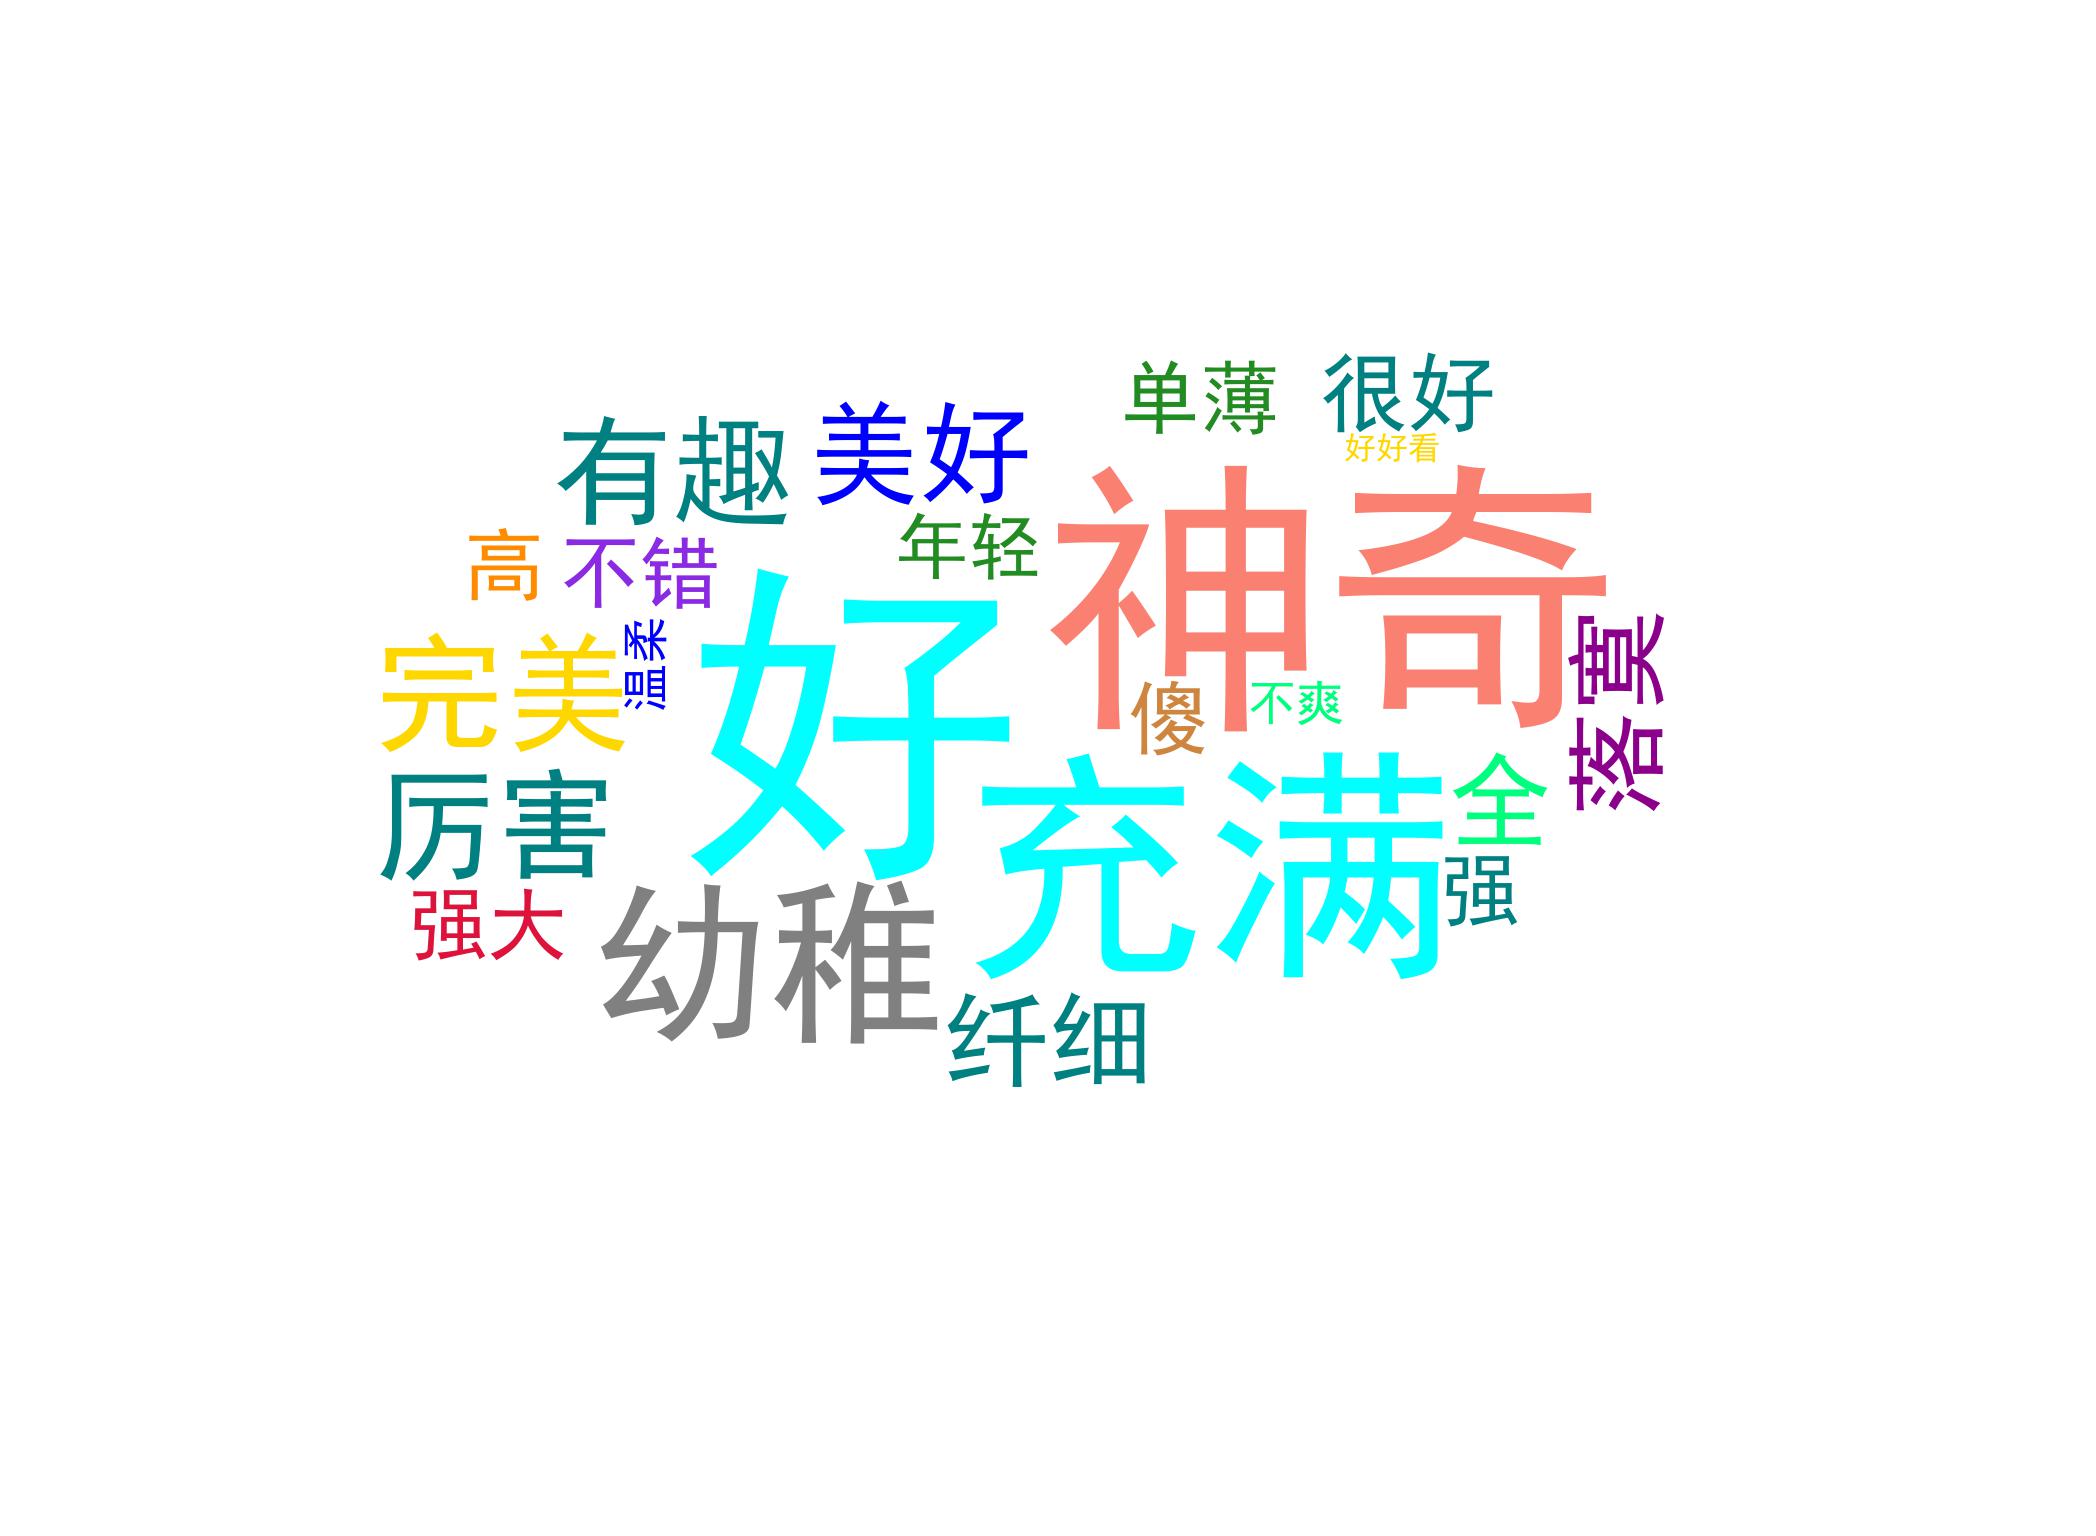 单薄
很好
有趣
美好
好好看
神奇
年轻
高
不错
好
温柔
完美
落寞
傻
不爽
充满
全
厉害
强
强大
幼稚
纤细